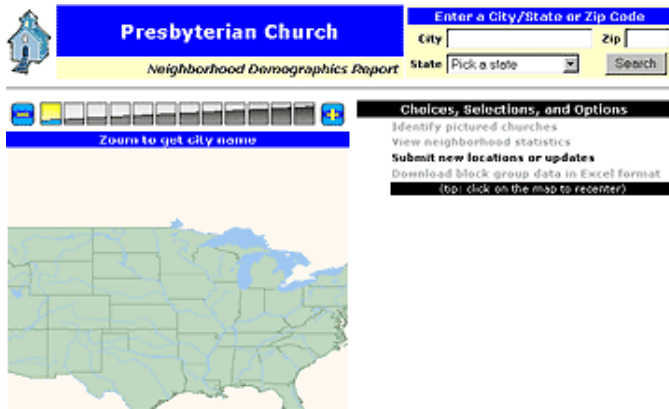 Presbyterian Church
Neighborhood Demographics Report
Enter a City/State or Zip Code
City
Zip
State
Pick a state
Search
Zoom to get city name
Choices, Selections, and Options
Identify pictured churches
View neighborhood statistics
Submit new locations or updates
Download block group data in Excel format
(tip: click on the map to recenter)